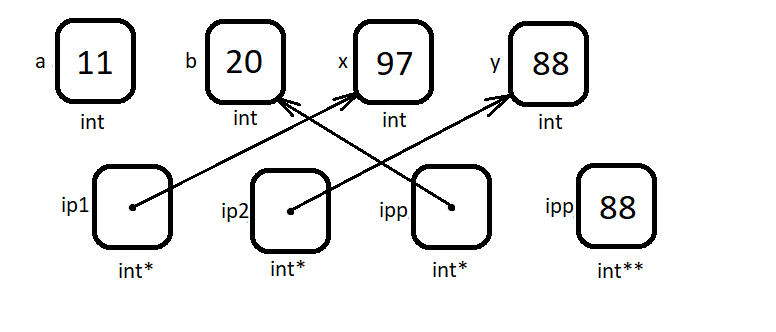 a 11 b 20 x 97 y 88
int int int int
ip1 ip2 ipp ipp 88
int* int* int* int**